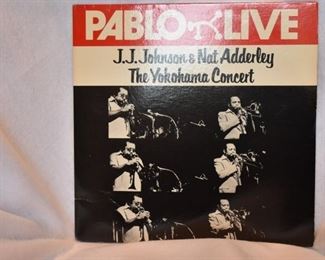 PABLO LIVE
J.J. Johnson & Nat Adderley
The Yokohama Concert